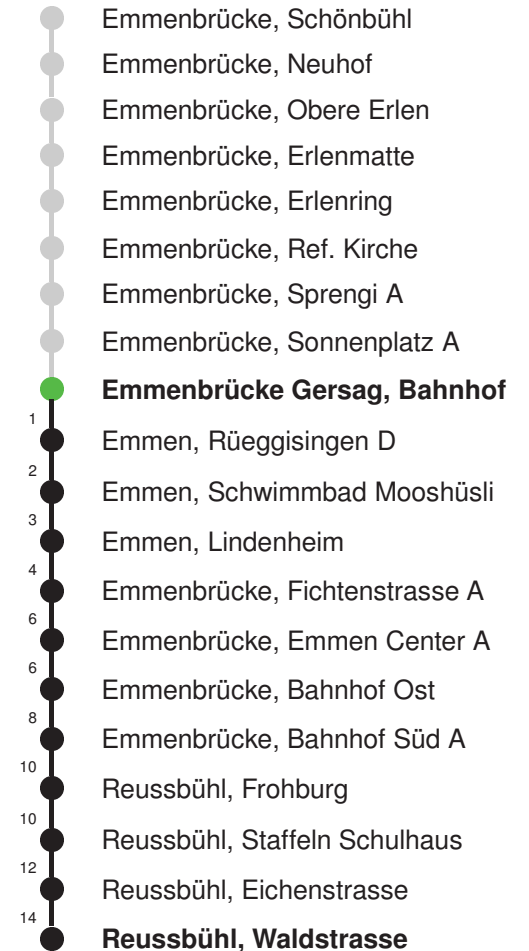 Emmenbrücke, Schönbühl
Emmenbrücke, Neuhof
Emmenbrücke, Obere Erlen
Emmenbrücke, Erlenmatte
Emmenbrücke, Erlenring
Emmenbrücke, Ref. Kirche
Emmenbrücke, Sprengi A
Emmenbrücke, Sonnenplatz A
Emmenbrücke Gersag, Bahnhof
1 Emmen, Rüeggisingen D
2 Emmen, Schwimmbad Mooshüsli
3 Emmen, Lindenheim
4 Emmenbrücke, Fichtenstrasse A
6 Emmenbrücke, Emmen Center A
6 Emmenbrücke, Bahnhof Ost
8 Emmenbrücke, Bahnhof Süd A
10 Reussbühl, Frohburg
10 Reussbühl, Staffeln Schulhaus
12 Reussbühl, Eichenstrasse
14 Reussbühl, Waldstrasse